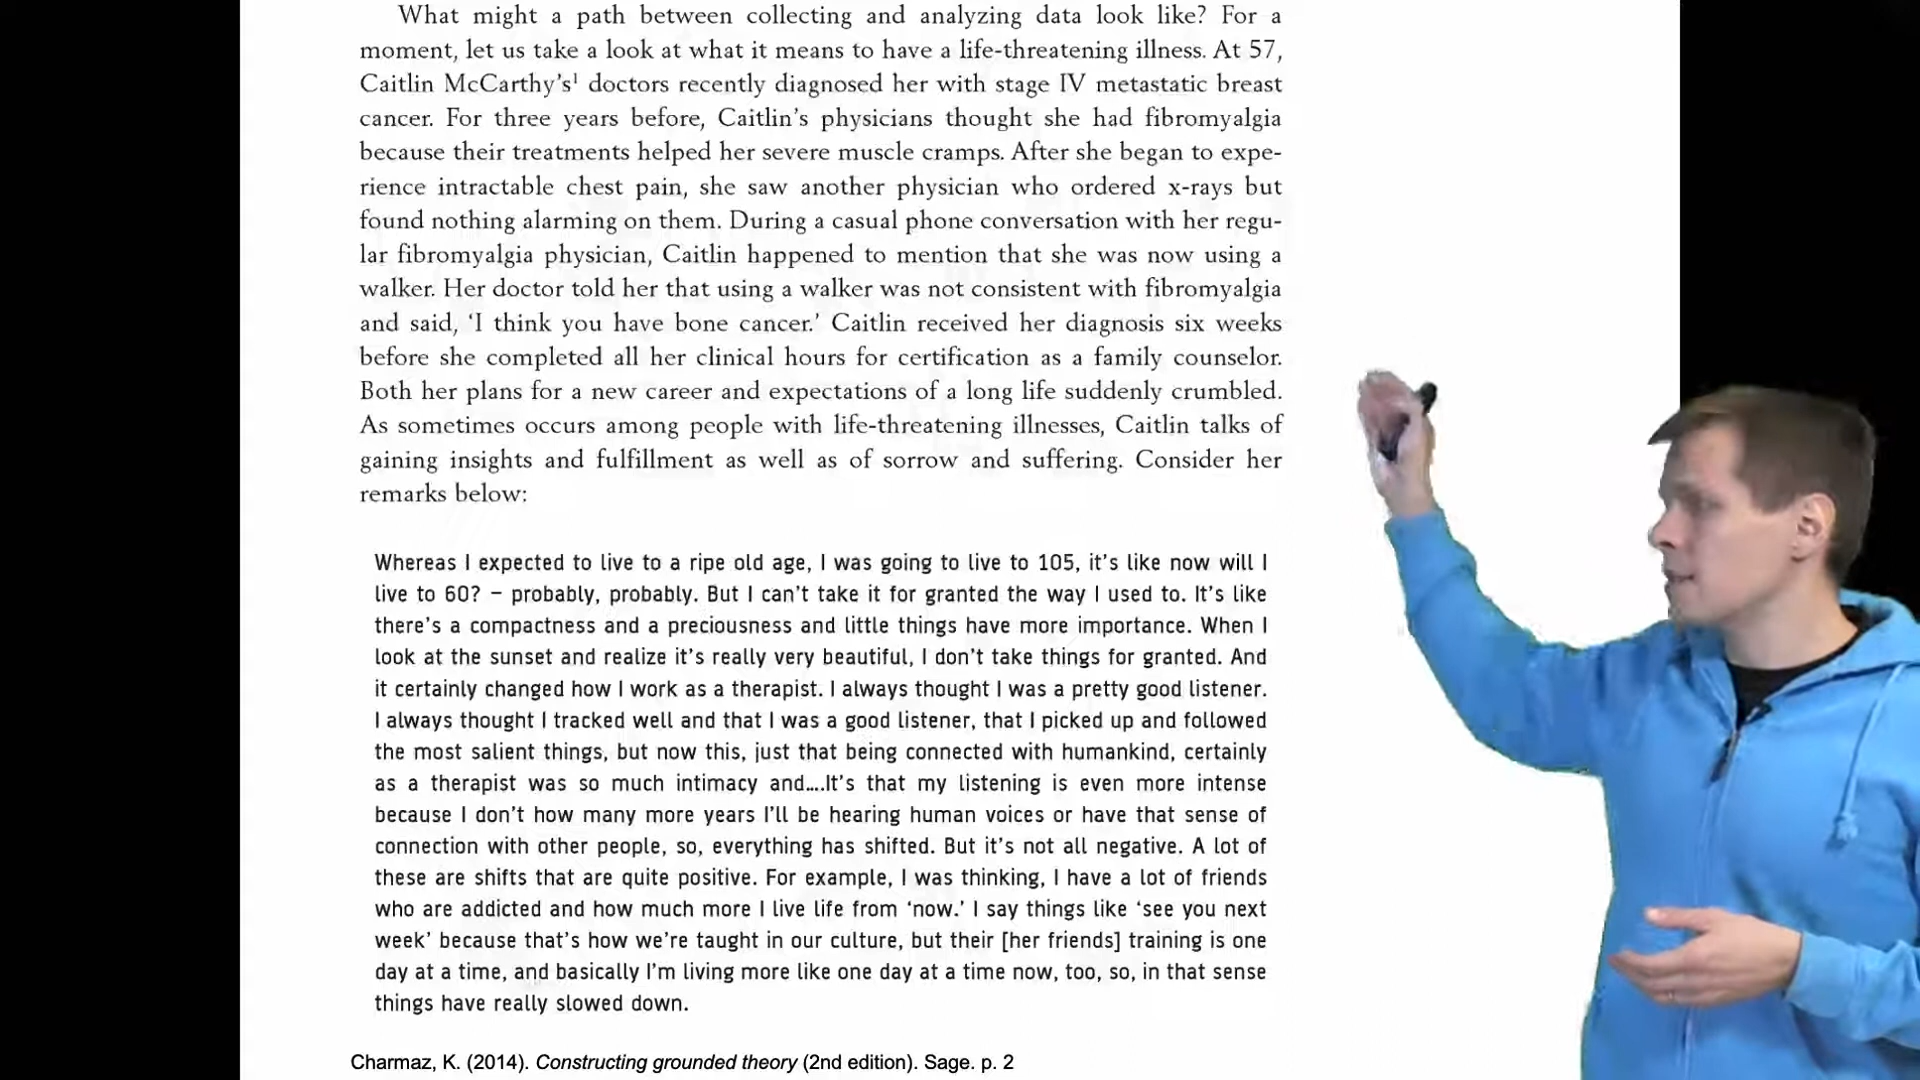 What might a path between collecting and analyzing data look like? For a
moment, let us take a look at what it means to have a life-threatening illness. At 57,
Caitlin McCarthy’s¹ doctors recently diagnosed her with stage IV metastatic breast
cancer. For three years before, Caitlin’s physicians thought she had fibromyalgia
because their treatments helped her severe muscle cramps. After she began to expe-
rience intractable chest pain, she saw another physician who ordered x-rays but
found nothing alarming on them. During a casual phone conversation with her regu-
lar fibromyalgia physician, Caitlin happened to mention that she was now using a
walker. Her doctor told her that using a walker was not consistent with fibromyalgia
and said, ‘I think you have bone cancer.’ Caitlin received her diagnosis six weeks
before she completed all her clinical hours for certification as a family counselor.
Both her plans for a new career and expectations of a long life suddenly crumbled.
As sometimes occurs among people with life-threatening illnesses, Caitlin talks of
gaining insights and fulfillment as well as of sorrow and suffering. Consider her
remarks below:
Whereas I expected to live to a ripe old age, I was going to live to 105, it’s like now will I
live to 60? – probably, probably. But I can’t take it for granted the way I used to. It’s like
there’s a compactness and a preciousness and little things have more importance. When I
look at the sunset and realize it’s really very beautiful, I don’t take things for granted. And
it certainly changed how I work as a therapist. I always thought I was a pretty good listener.
I always thought I tracked well and that I was a good listener, that I picked up and followed
the most salient things, but now this, just that being connected with humankind, certainly
as a therapist was so much intimacy and....It’s that my listening is even more intense
because I don’t how many more years I’ll be hearing human voices or have that sense of
connection with other people, so, everything has shifted. But it’s not all negative. A lot of
these are shifts that are quite positive. For example, I was thinking, I have a lot of friends
who are addicted and how much more I live life from ‘now.’ I say things like ‘see you next
week’ because that’s how we’re taught in our culture, but their [her friends] training is one
day at a time, and basically I’m living more like one day at a time now, too, so, in that sense
things have really slowed down.
Charmaz, K. (2014). Constructing grounded theory (2nd edition). Sage. p. 2